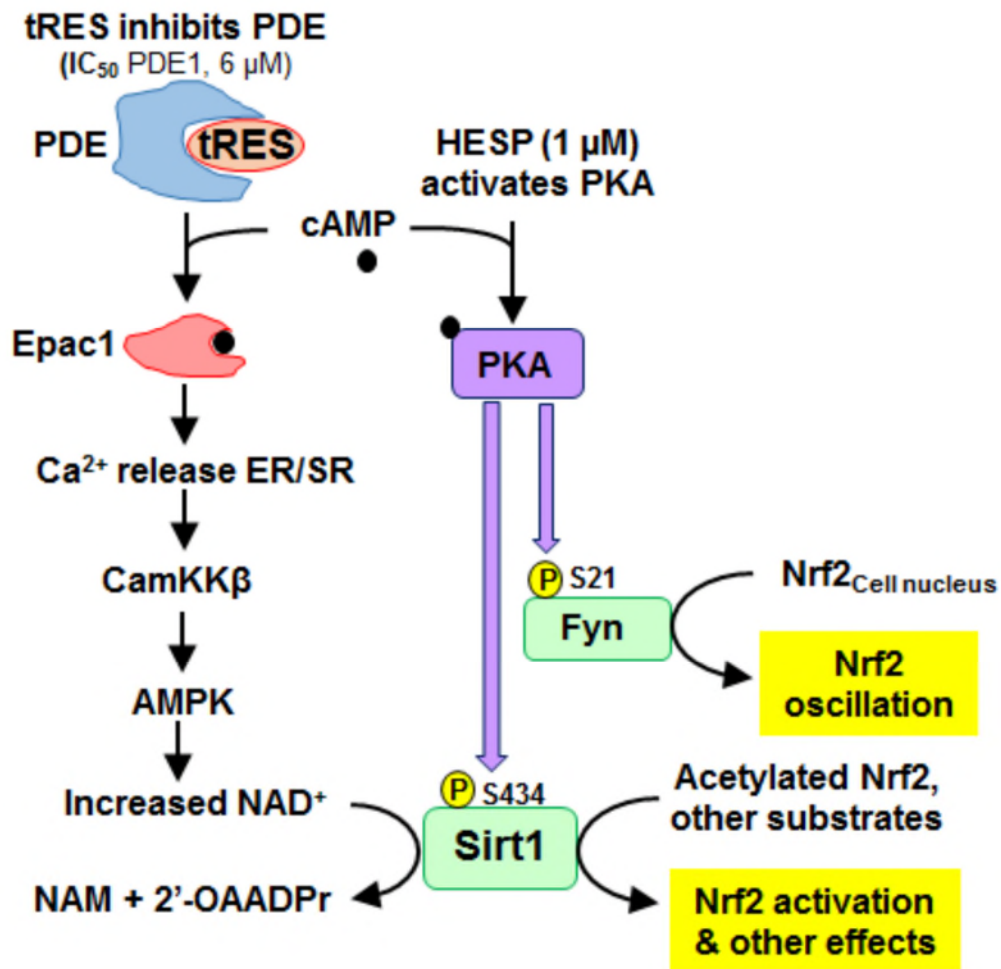 tRES inhibits PDE
(IC₅₀ PDE1, 6 µM)
PDE
tRES
HESP (1 µM)
activates PKA
cAMP
Epac1
PKA
Ca²⁺ release ER/SR
CamKKβ
P S21
Fyn
Nrf2Cell nucleus
Nrf2
oscillation
AMPK
Increased NAD⁺
P S434
Sirt1
Acetylated Nrf2,
other substrates
NAM + 2’-OAADPr
Nrf2 activation
& other effects